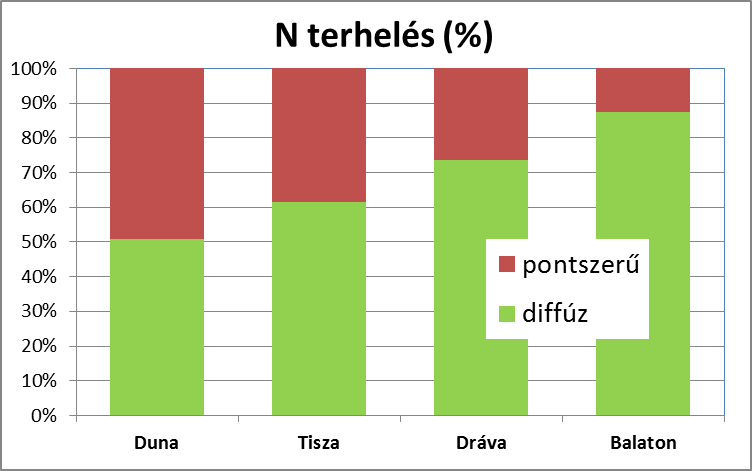 N terhelés (%)
100%
90%
80%
70%
60%
50%
40%
30%
20%
10%
0%
pontszerű
diffúz
Duna Tisza Dráva Balaton